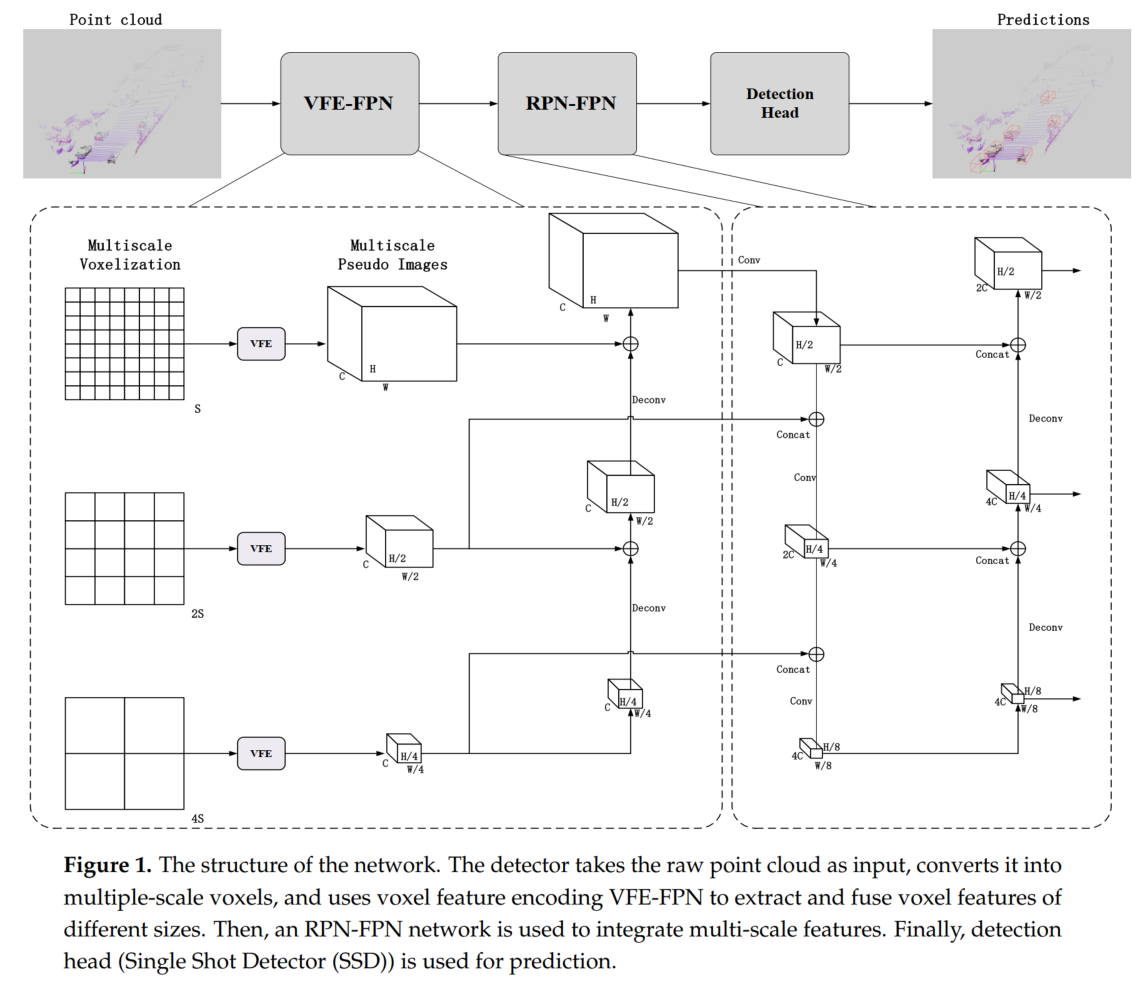 Point cloud
Predictions
VFE-FPN
RPN-FPN
Detection
Head
Multiscale
Voxelization
Multiscale
Pseudo Images
S
VFE
C
H
W
C
H
W
Conv
C
H/2
W/2
2C
H/2
W/2
Concat
Deconv
Concat
Deconv
2S
VFE
C
H/2
W/2
C
H/2
W/2
Conv
2C
H/4
W/4
4C
H/4
W/4
Concat
Deconv
Concat
Deconv
4S
VFE
C
H/4
W/4
C
H/4
W/4
Conv
4C
H/8
W/8
4C
H/8
W/8
Figure 1. The structure of the network. The detector takes the raw point cloud as input, converts it into
multiple-scale voxels, and uses voxel feature encoding VFE-FPN to extract and fuse voxel features of
different sizes. Then, an RPN-FPN network is used to integrate multi-scale features. Finally, detection
head (Single Shot Detector (SSD)) is used for prediction.